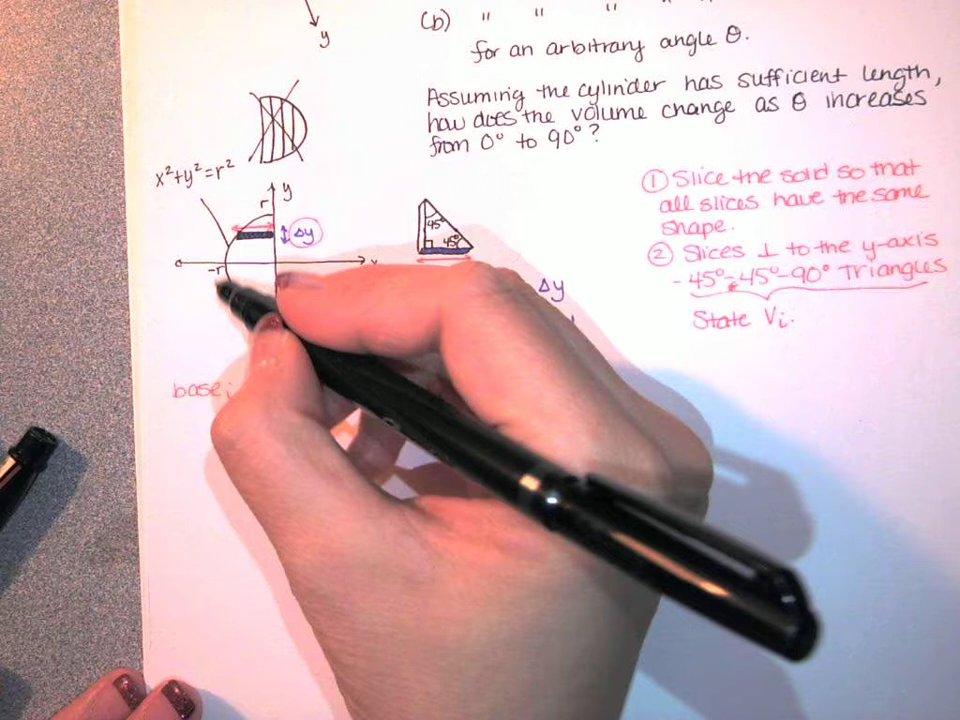 y
(b) " " " "
for an arbitrary angle θ.
Assuming the cylinder has sufficient length,
how does the volume change as θ increases
from 0° to 90°?
x²+y²=r²
y
r
Δy
-r
x
45°
45°
① Slice the solid so that
all slices have the same
shape.
② Slices ⊥ to the y-axis
- 45°-45°-90° Triangles
State Vi.
Δy
base i